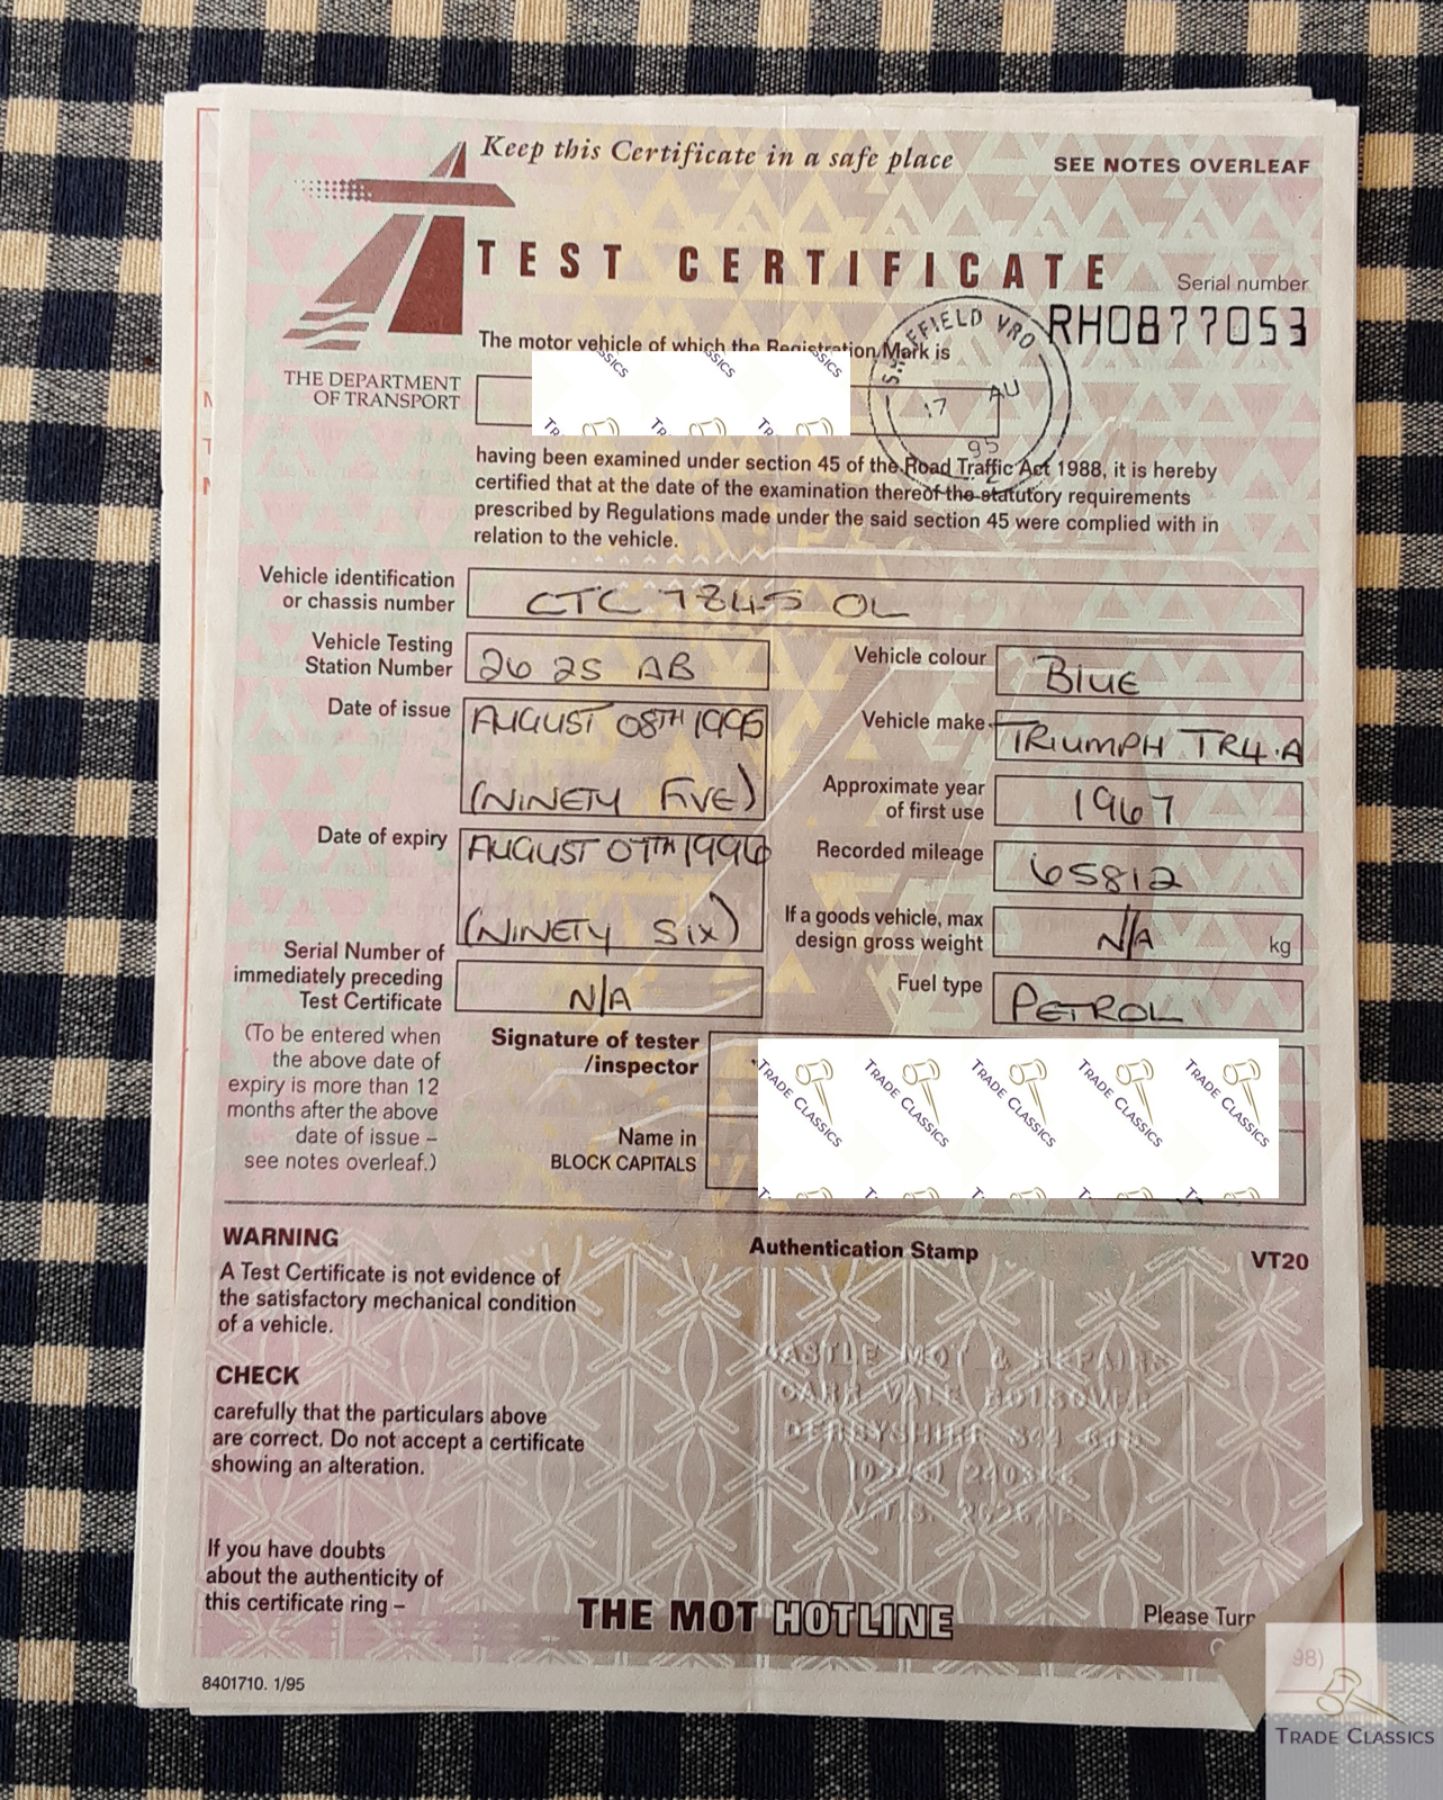 Keep this Certificate in a safe place
SEE NOTES OVERLEAF
TEST CERTIFICATE
Serial number
RH0877053
THE DEPARTMENT
OF TRANSPORT
The motor vehicle of which the Registration Mark is
SHEFFIELD VRO
17 AU
95
having been examined under section 45 of the Road Traffic Act 1988, it is hereby
certified that at the date of the examination thereof the statutory requirements
prescribed by Regulations made under the said section 45 were complied with in
relation to the vehicle.
Vehicle identification
or chassis number
CTC 7845 OL
Vehicle Testing
Station Number
2625 AB
Vehicle colour
BLUE
Date of issue
AUGUST 08TH 1995
(NINETY FIVE)
Vehicle make
TRIUMPH TR4.A
Approximate year
of first use
1967
Date of expiry
AUGUST 07TH 1996
(NINETY SIX)
Recorded mileage
65812
If a goods vehicle, max
design gross weight
N/A
kg
Serial Number of
immediately preceding
Test Certificate
N/A
Fuel type
PETROL
(To be entered when
the above date of
expiry is more than 12
months after the above
date of issue –
see notes overleaf.)
Signature of tester
/inspector
Name in
BLOCK CAPITALS
TRADE CLASSICS
TRADE CLASSICS
TRADE CLASSICS
TRADE CLASSICS
TRADE CLASSICS
WARNING
A Test Certificate is not evidence of
the satisfactory mechanical condition
of a vehicle.
Authentication Stamp
VT20
CASTLE MOT & REPAIRS
CARR VALE BOLSOVER
DERBYSHIRE S44
V.T.S.
CHECK
carefully that the particulars above
are correct. Do not accept a certificate
showing an alteration.
If you have doubts
about the authenticity of
this certificate ring –
THE MOT HOTLINE
Please Turn
98)
8401710. 1/95
TRADE CLASSICS